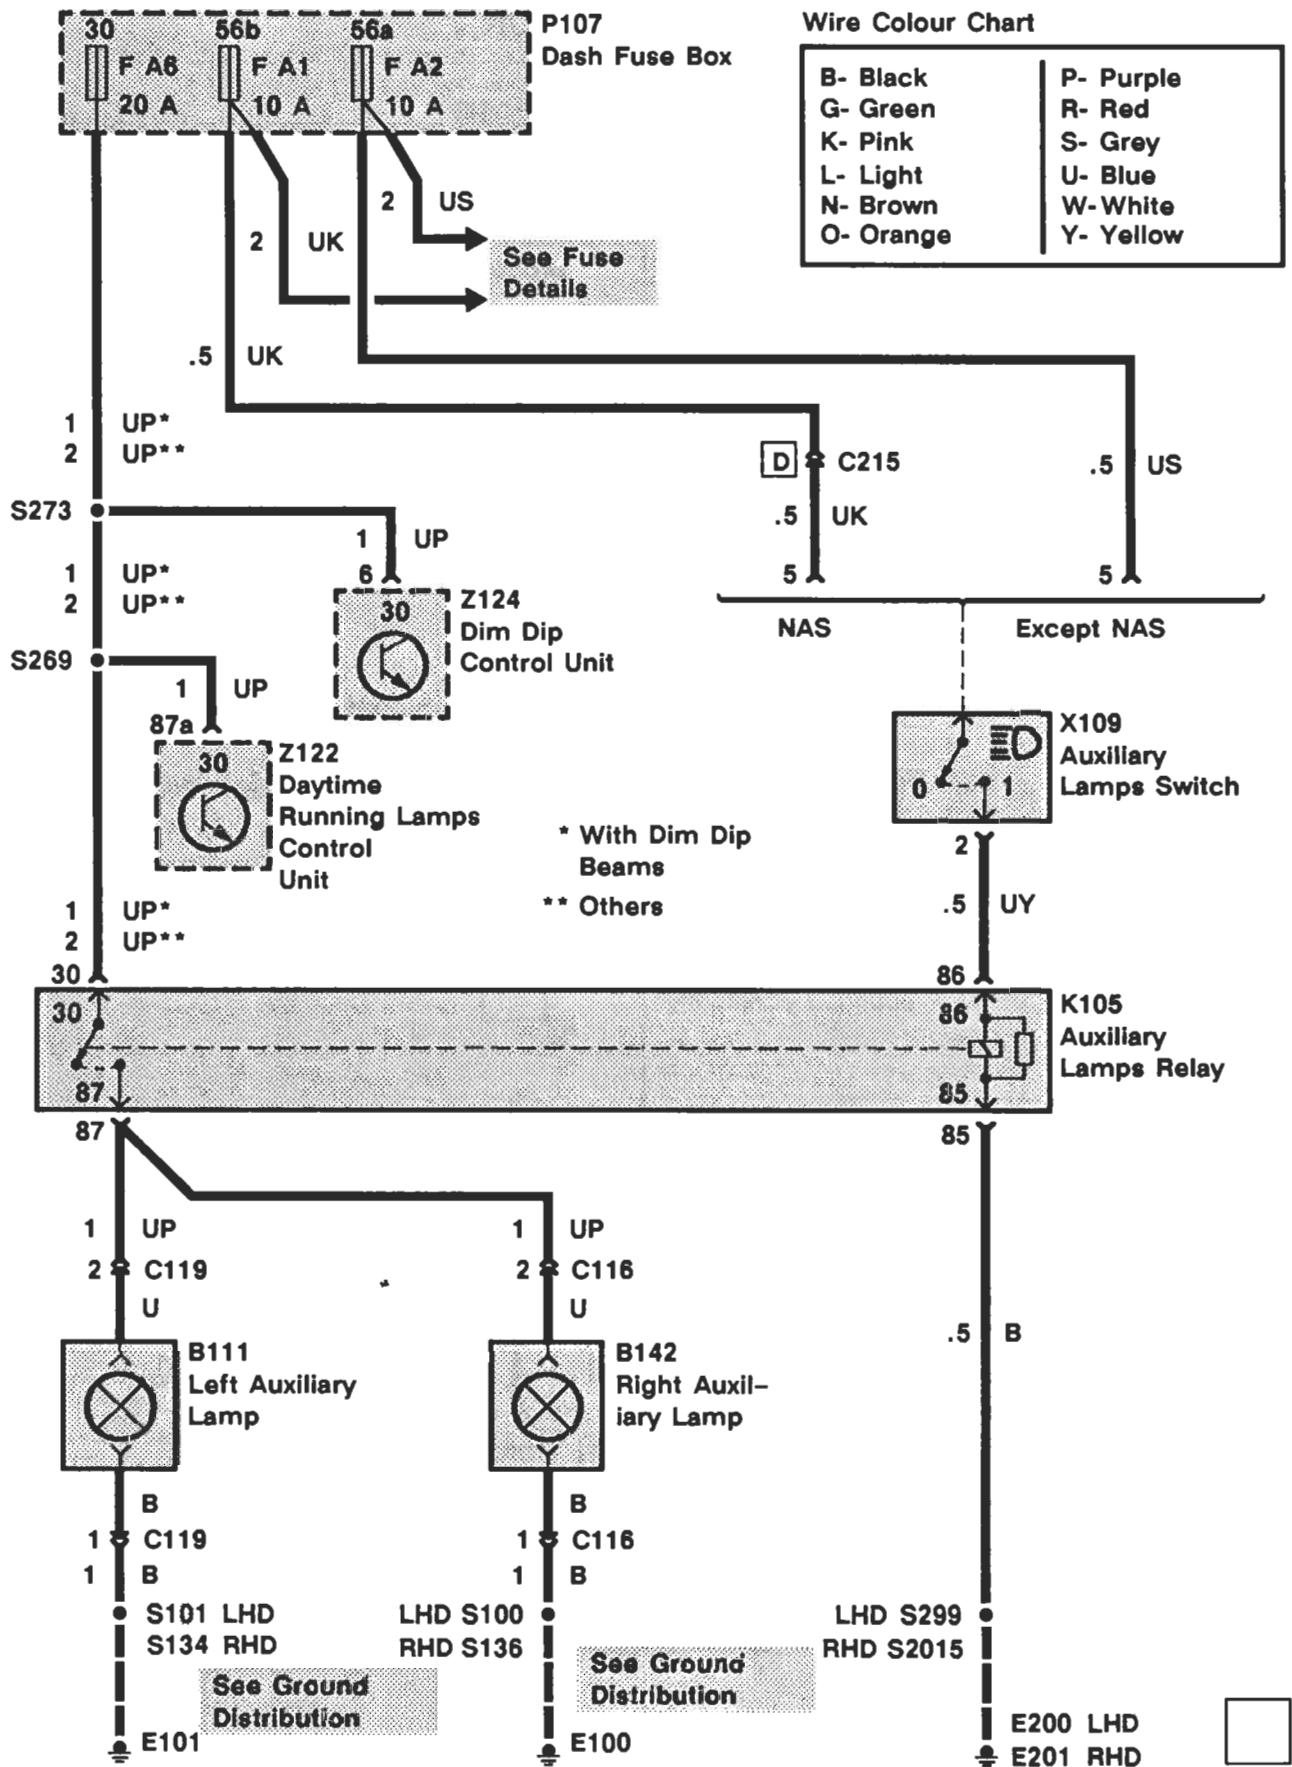 30
56b
56a
F A6
F A1
F A2
20 A
10 A
10 A
P107
Dash Fuse Box
Wire Colour Chart
B- Black
G- Green
K- Pink
L- Light
N- Brown
O- Orange
P- Purple
R- Red
S- Grey
U- Blue
W- White
Y- Yellow
2 US
2 UK
See Fuse
Details
.5 UK
1 UP*
2 UP**
D C215
.5 US
.5 UK
S273
1 UP
6
1 UP*
2 UP**
5
5
NAS
Except NAS
30
Z124
Dim Dip
Control Unit
S269
1 UP
87a
30
Z122
Daytime
Running Lamps
Control
Unit
X109
Auxiliary
Lamps Switch
0
1
* With Dim Dip
Beams
** Others
2
.5 UY
1 UP*
2 UP**
30
86
30
86
K105
Auxiliary
Lamps Relay
87
85
87
85
1 UP
1 UP
2 C119
2 C116
U
U
B111
Left Auxiliary
Lamp
B142
Right Auxil-
iary Lamp
.5 B
B
B
1 C119
1 C116
1 B
1 B
S101 LHD
S134 RHD
LHD S100
RHD S136
LHD S299
RHD S2015
See Ground
Distribution
See Ground
Distribution
E101
E100
E200 LHD
E201 RHD